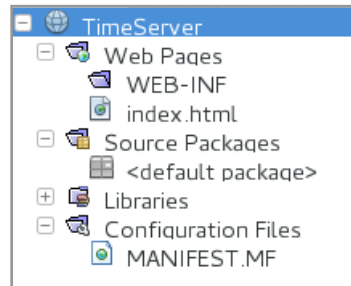 TimeServer
Web Pages
WEB-INF
index.html
Source Packages
<default package>
Libraries
Configuration Files
MANIFEST.MF